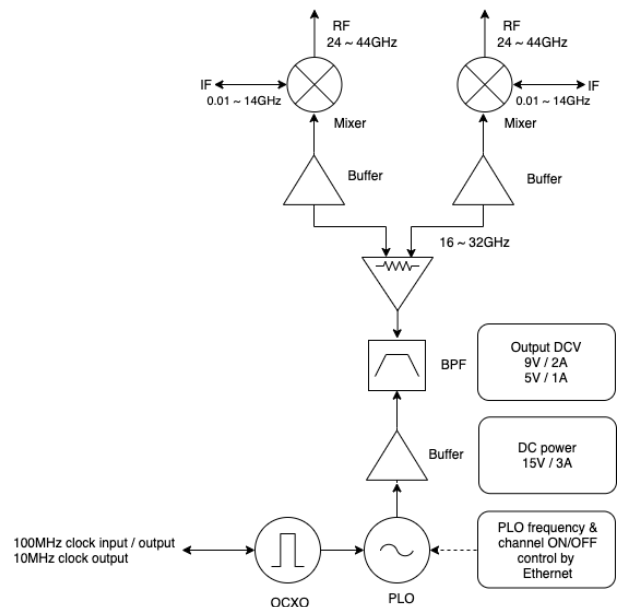 RF
24 ~ 44GHz
RF
24 ~ 44GHz
IF
0.01 ~ 14GHz
IF
0.01 ~ 14GHz
Mixer
Mixer
Buffer
Buffer
16 ~ 32GHz
BPF
Output DCV
9V / 2A
5V / 1A
Buffer
DC power
15V / 3A
100MHz clock input / output
10MHz clock output
PLO frequency &
channel ON/OFF
control by
Ethernet
OCXO
PLO